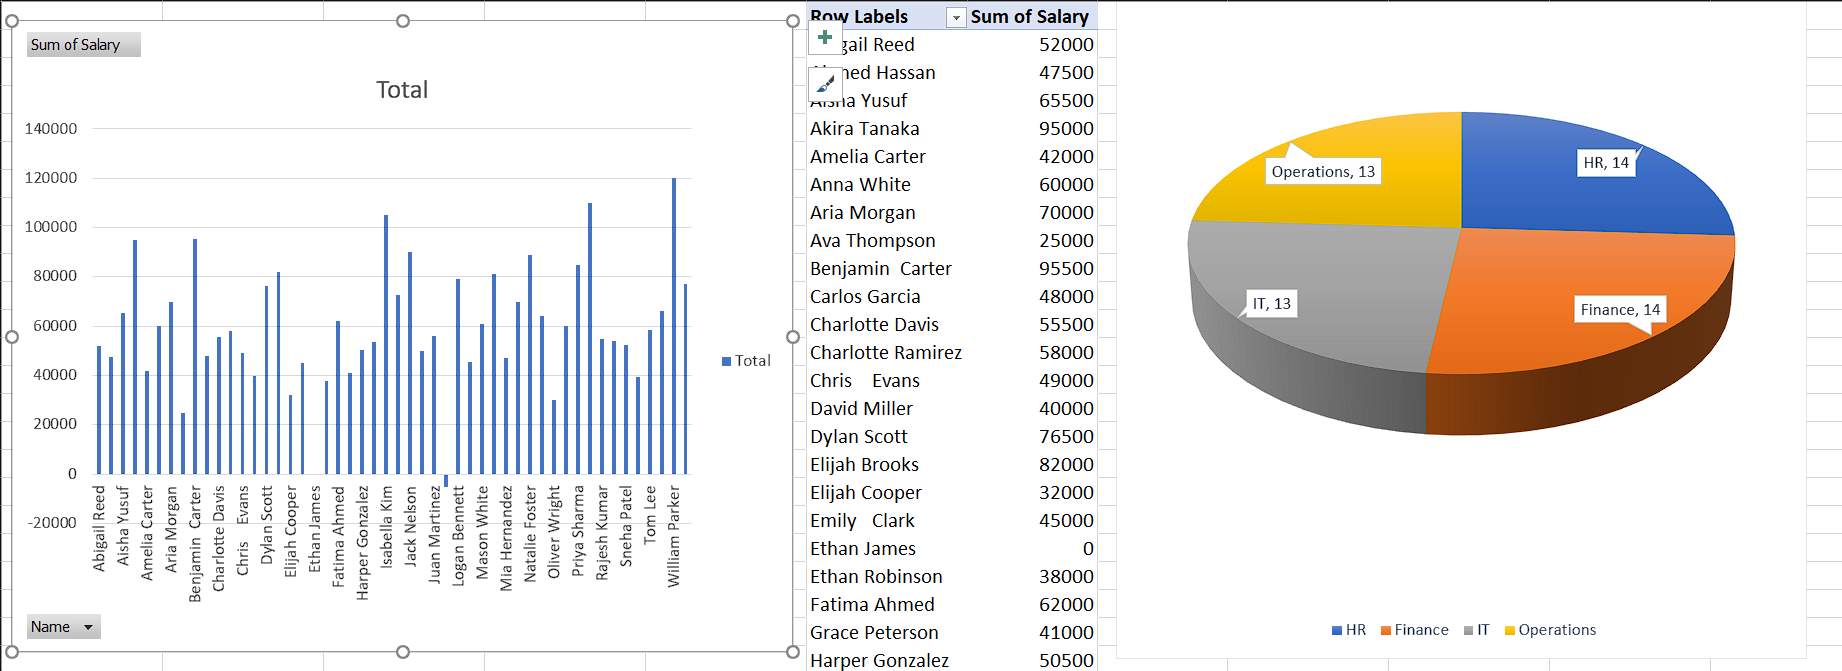 Sum of Salary
Total
140000
120000
100000
80000
60000
40000
20000
0
-20000
Abigail Reed
Aisha Yusuf
Amelia Carter
Aria Morgan
Benjamin  Carter
Charlotte Davis
Chris    Evans
Dylan Scott
Elijah Cooper
Ethan James
Fatima Ahmed
Harper Gonzalez
Isabella Kim
Jack Nelson
Juan Martinez
Logan Bennett
Mason White
Mia Hernandez
Natalie Foster
Oliver Wright
Priya Sharma
Rajesh Kumar
Sneha Patel
Tom Lee
William Parker
Total
Name
Row Labels Sum of Salary
gail Reed 52000
med Hassan 47500
Aisha Yusuf 65500
Akira Tanaka 95000
Amelia Carter 42000
Anna White 60000
Aria Morgan 70000
Ava Thompson 25000
Benjamin  Carter 95500
Carlos Garcia 48000
Charlotte Davis 55500
Charlotte Ramirez 58000
Chris    Evans 49000
David Miller 40000
Dylan Scott 76500
Elijah Brooks 82000
Elijah Cooper 32000
Emily   Clark 45000
Ethan James 0
Ethan Robinson 38000
Fatima Ahmed 62000
Grace Peterson 41000
Harper Gonzalez 50500
Operations, 13
HR, 14
IT, 13
Finance, 14
HR Finance IT Operations